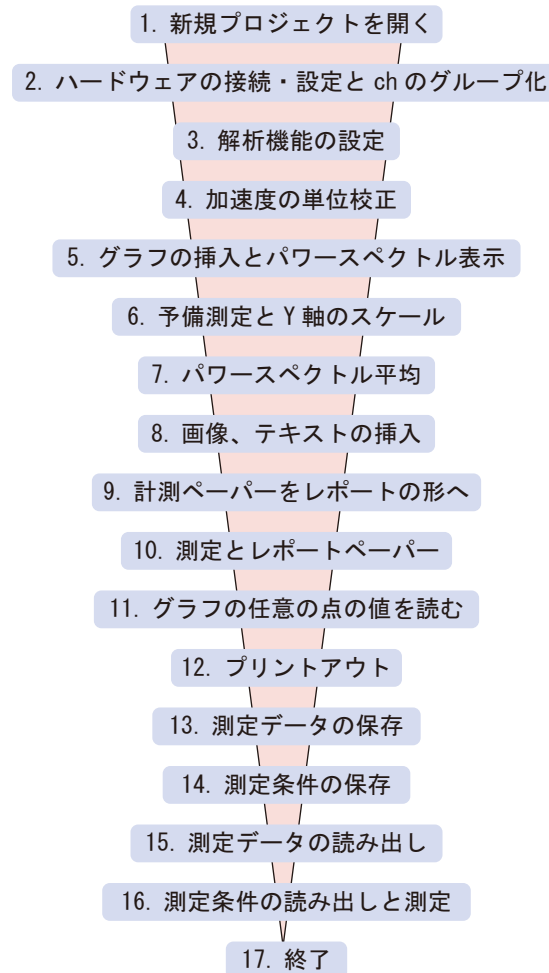 1. 新規プロジェクトを開く
2. ハードウェアの接続・設定と ch のグループ化
3. 解析機能の設定
4. 加速度の単位校正
5. グラフの挿入とパワースペクトル表示
6. 予備測定と Y 軸のスケール
7. パワースペクトル平均
8. 画像、テキストの挿入
9. 計測ペーパーをレポートの形へ
10. 測定とレポートペーパー
11. グラフの任意の点の値を読む
12. プリントアウト
13. 測定データの保存
14. 測定条件の保存
15. 測定データの読み出し
16. 測定条件の読み出しと測定
17. 終了